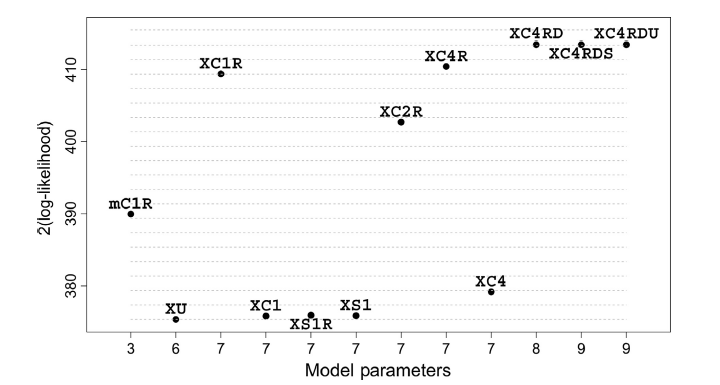 XC4RD XC4RDU
XC4RDS
XC1R XC4R
410
XC2R
2(log-likelihood)
400
mC1R
390
XC4
380
XU XC1 XS1
XS1R
3 6 7 7 7 7 7 7 7 8 9 9
Model parameters